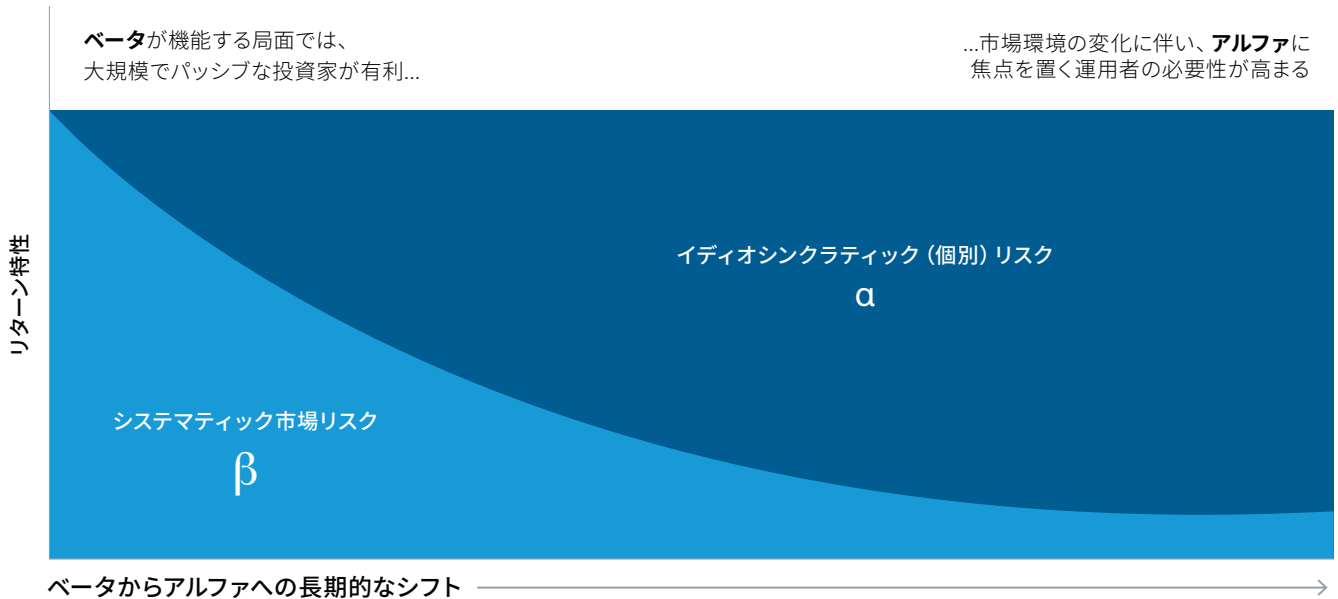 ベータが機能する局面では、
大規模でパッシブな投資家が有利...
...市場環境の変化に伴い、アルファに
焦点を置く運用者の必要性が高まる
リターン特性
イディオシンクラティック（個別）リスク
α
システマティック市場リスク
β
ベータからアルファへの長期的なシフト